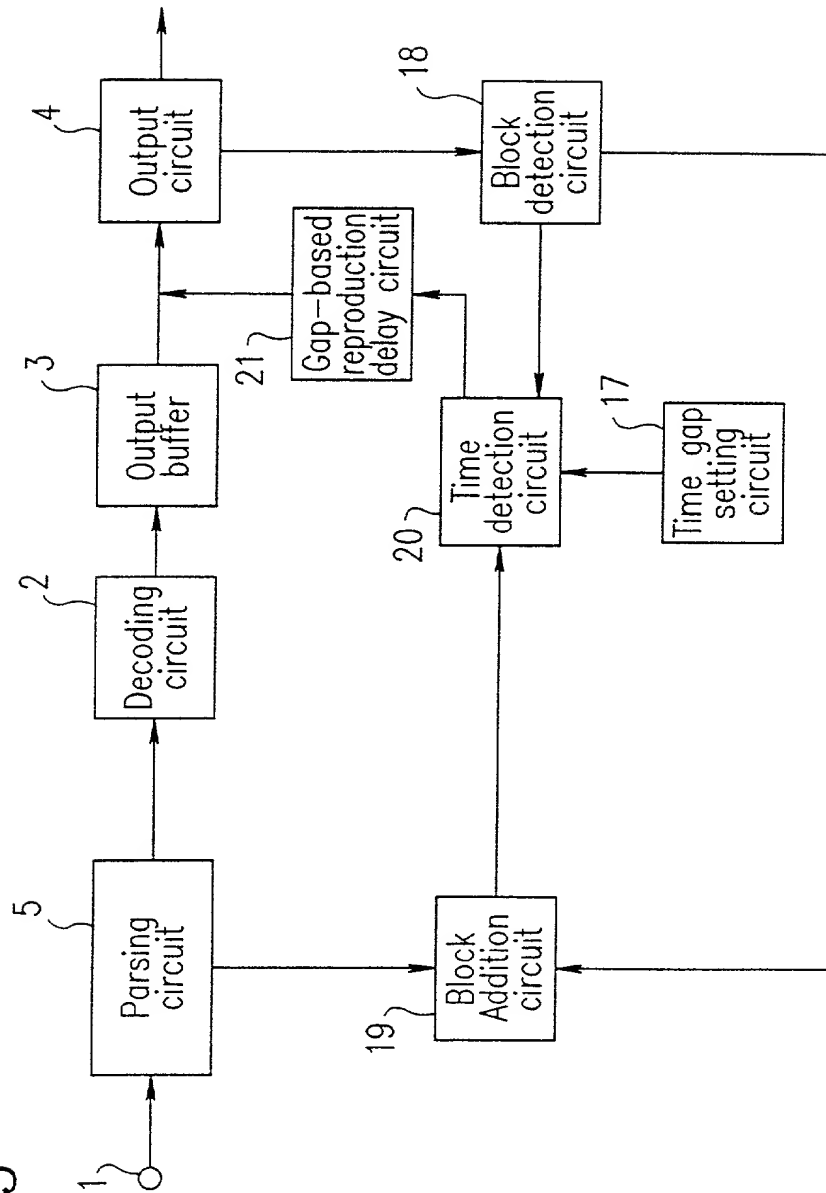 1
5
Parsing
circuit
2
Decoding
circuit
3
Output
buffer
4
Output
circuit
21
Gap-based
reproduction
delay circuit
18
Block
detection
circuit
19
Block
Addition
circuit
20
Time
detection
circuit
17
Time gap
setting
circuit